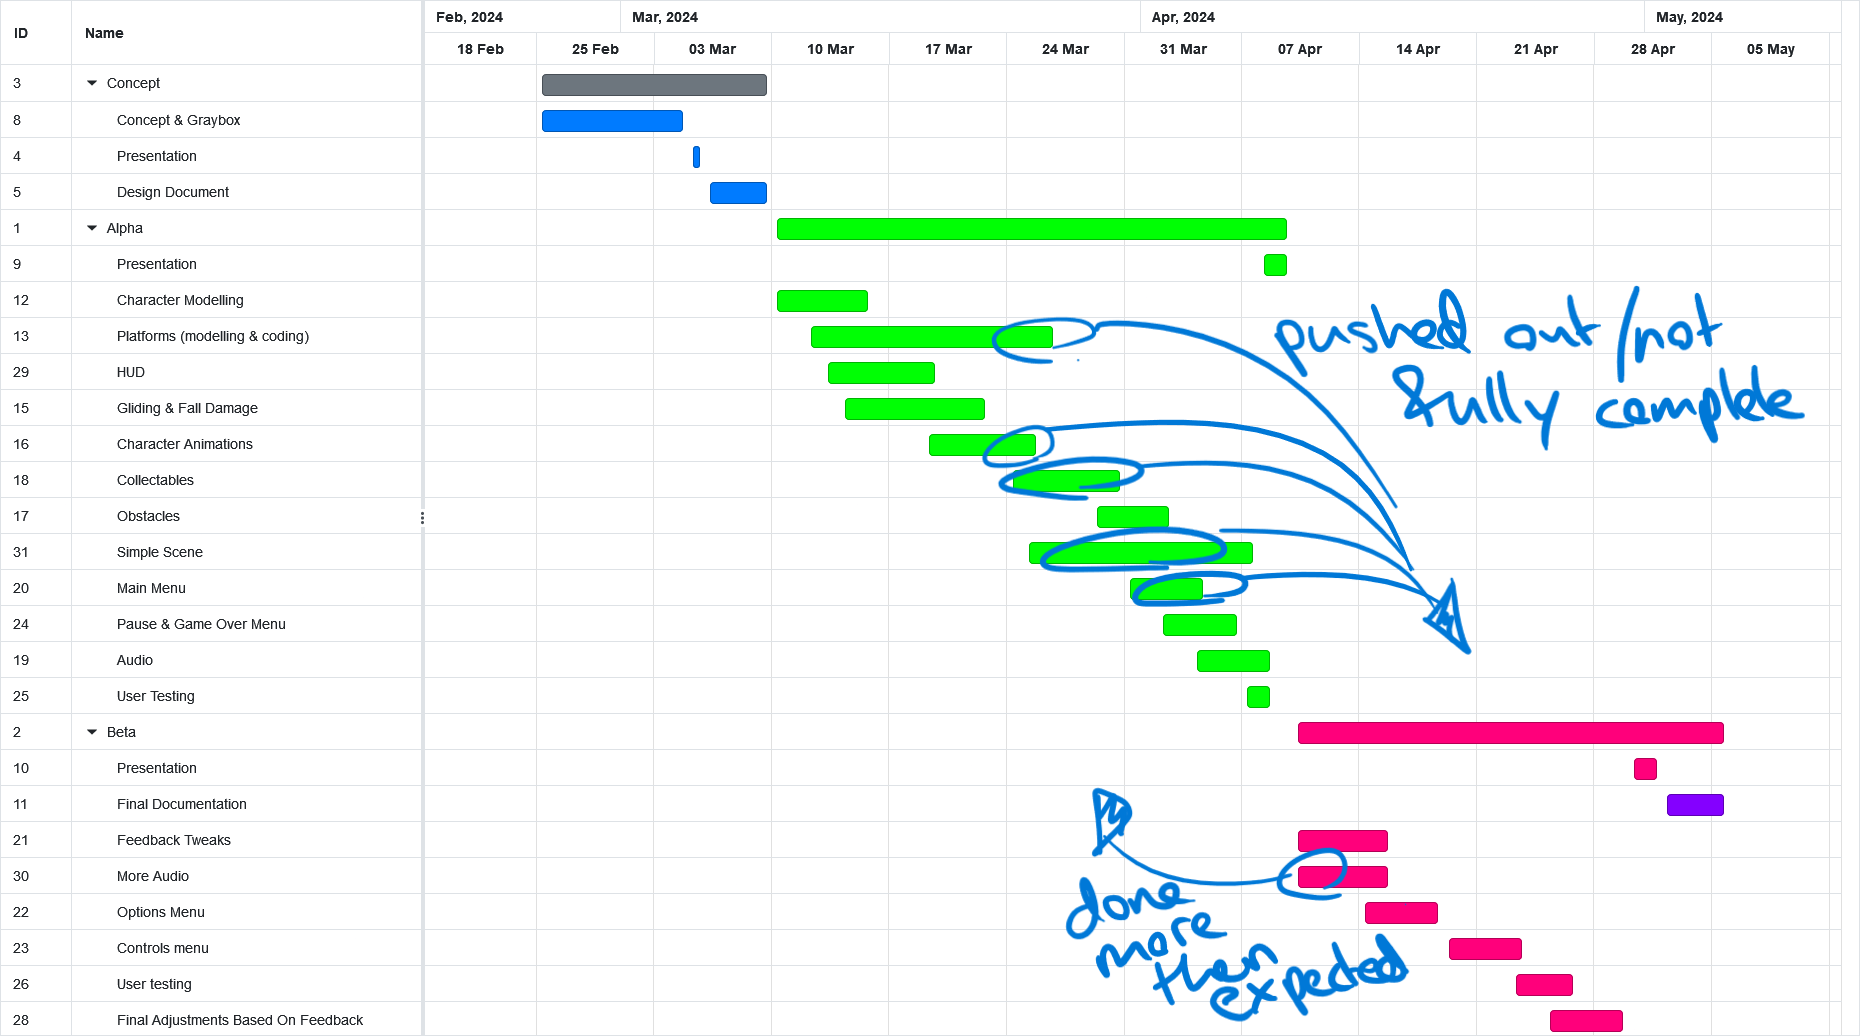 ID Name Feb, 2024 Mar, 2024 Apr, 2024 May, 2024
18 Feb 25 Feb 03 Mar 10 Mar 17 Mar 24 Mar 31 Mar 07 Apr 14 Apr 21 Apr 28 Apr 05 May
3 Concept
8 Concept & Graybox
4 Presentation
5 Design Document
1 Alpha
9 Presentation
12 Character Modelling
13 Platforms (modelling & coding)
29 HUD
15 Gliding & Fall Damage
16 Character Animations
18 Collectables
17 Obstacles
31 Simple Scene
20 Main Menu
24 Pause & Game Over Menu
19 Audio
25 User Testing
2 Beta
10 Presentation
11 Final Documentation
21 Feedback Tweaks
30 More Audio
22 Options Menu
23 Controls menu
26 User testing
28 Final Adjustments Based On Feedback
pushed out/not
fully complete
done
more
then
expected